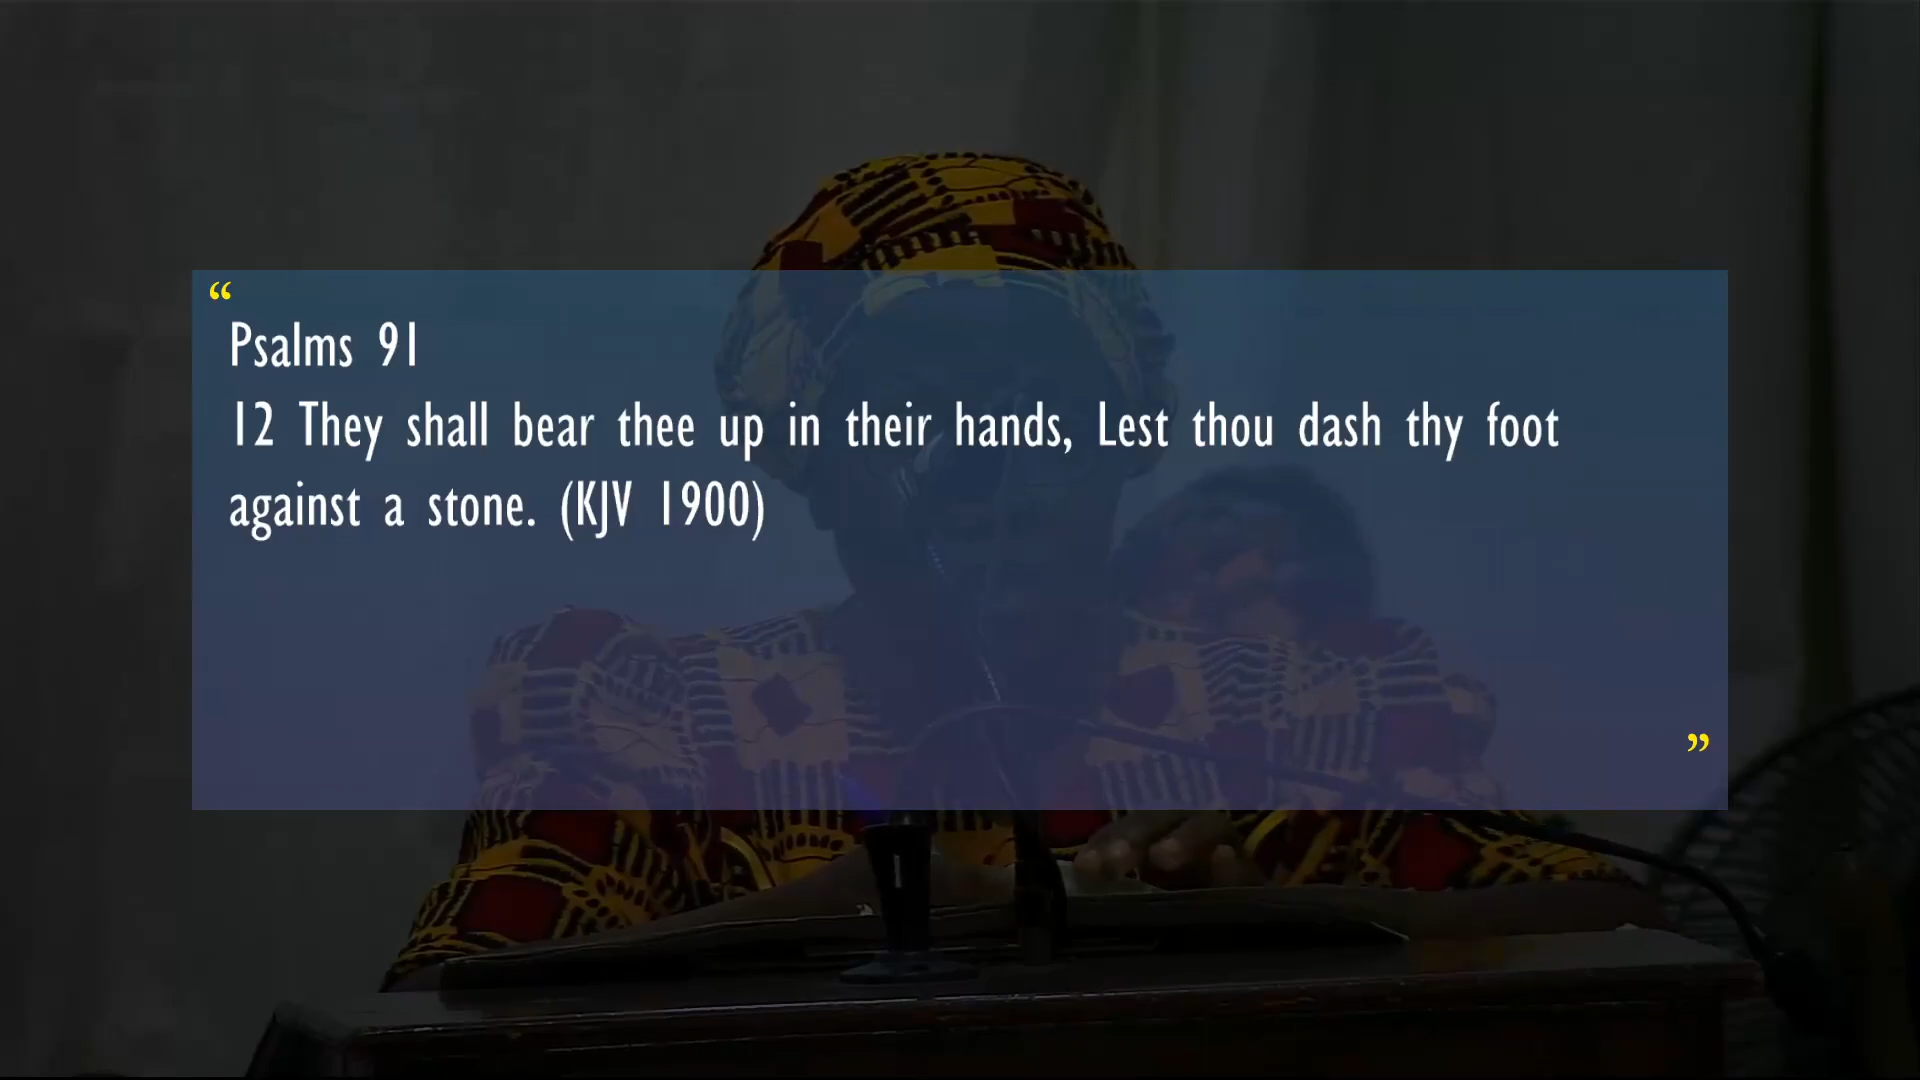 “
Psalms 91
12 They shall bear thee up in their hands, Lest thou dash thy foot
against a stone. (KJV 1900)
”